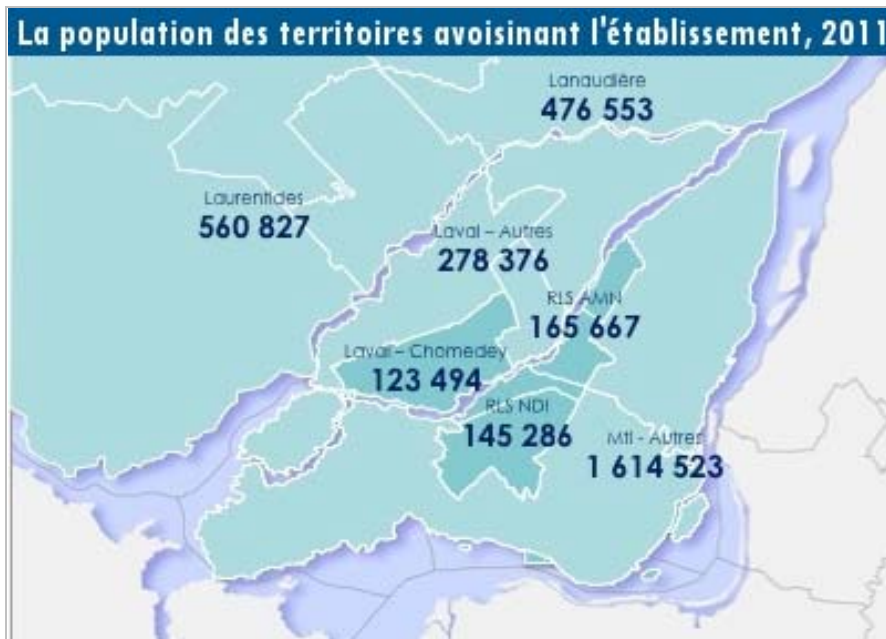 La population des territoires avoisinant l'établissement, 2011
Lanaudière
476 553
Laurentides
560 827
Laval – Autres
278 376
RLS AMN
165 667
Laval – Chomedey
123 494
RLS NDI
145 286
Mtl - Autres
1 614 523